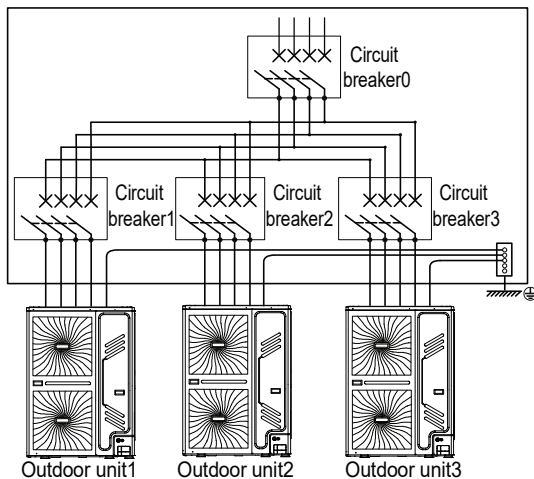 Circuit
breaker0
Circuit
breaker1
Circuit
breaker2
Circuit
breaker3
Outdoor unit1
Outdoor unit2
Outdoor unit3